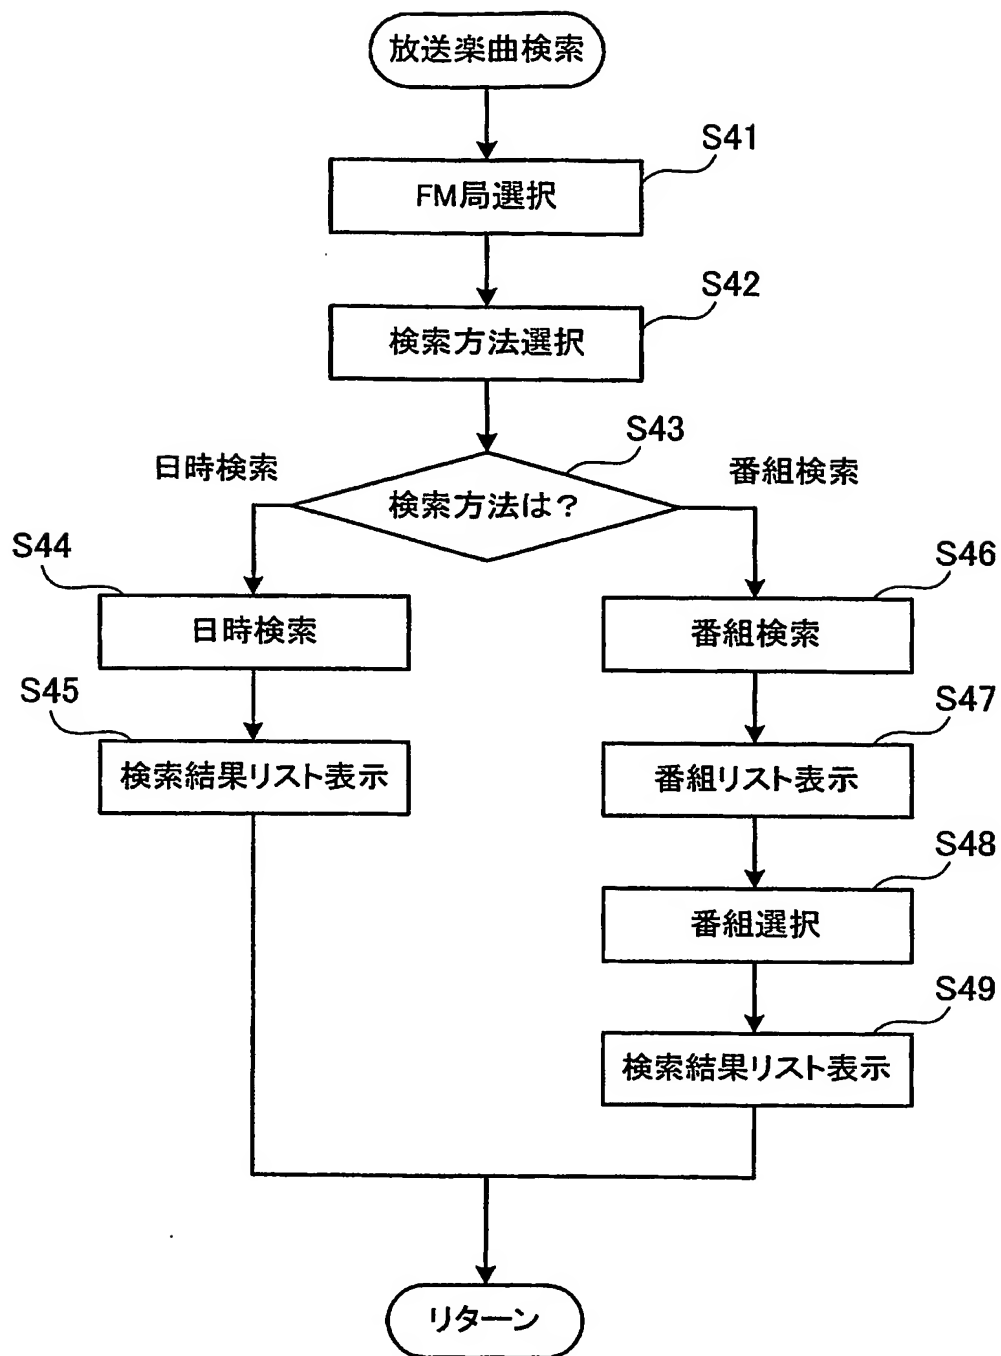 放送楽曲検索
S41
FM局選択
S42
検索方法選択
S43
日時検索
検索方法は？
番組検索
S44
日時検索
S45
検索結果リスト表示
S46
番組検索
S47
番組リスト表示
S48
番組選択
S49
検索結果リスト表示
リターン